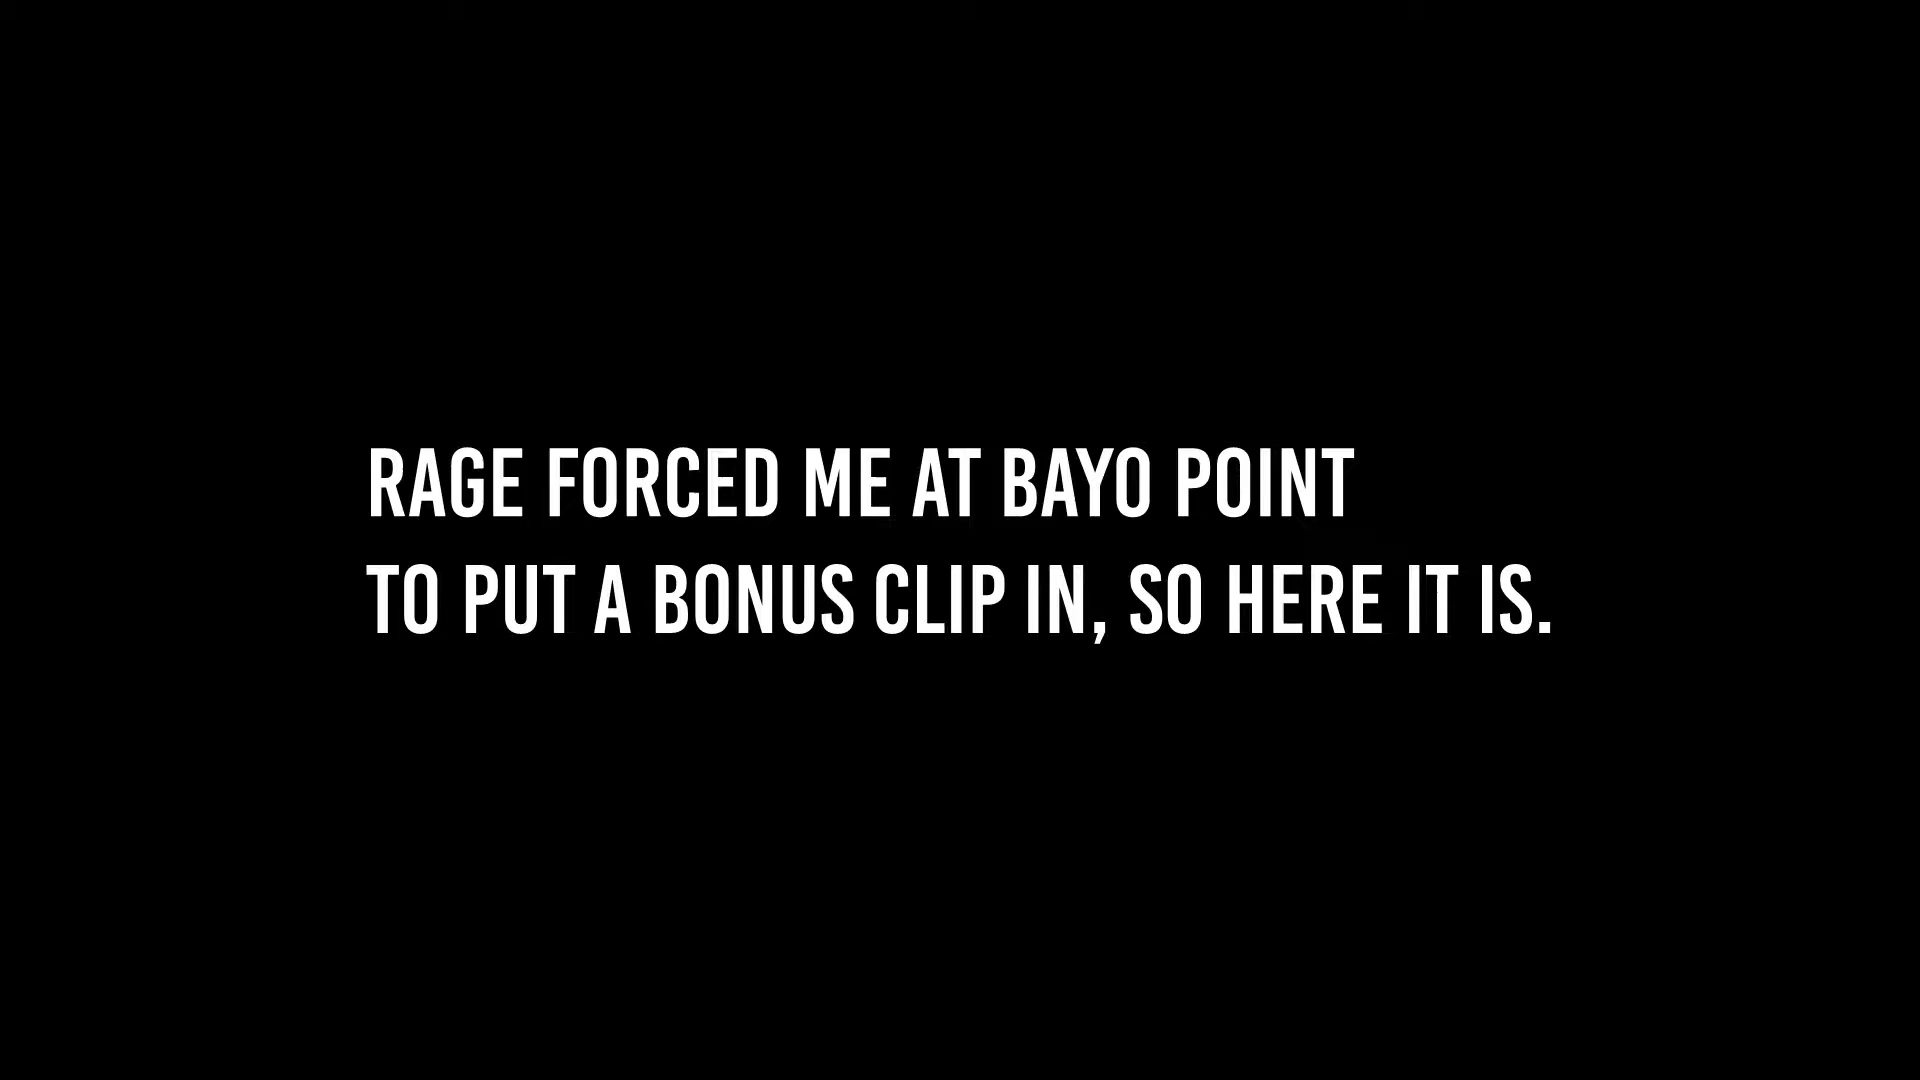 RAGE FORCED ME AT BAYO POINT
TO PUT A BONUS CLIP IN, SO HERE IT IS.